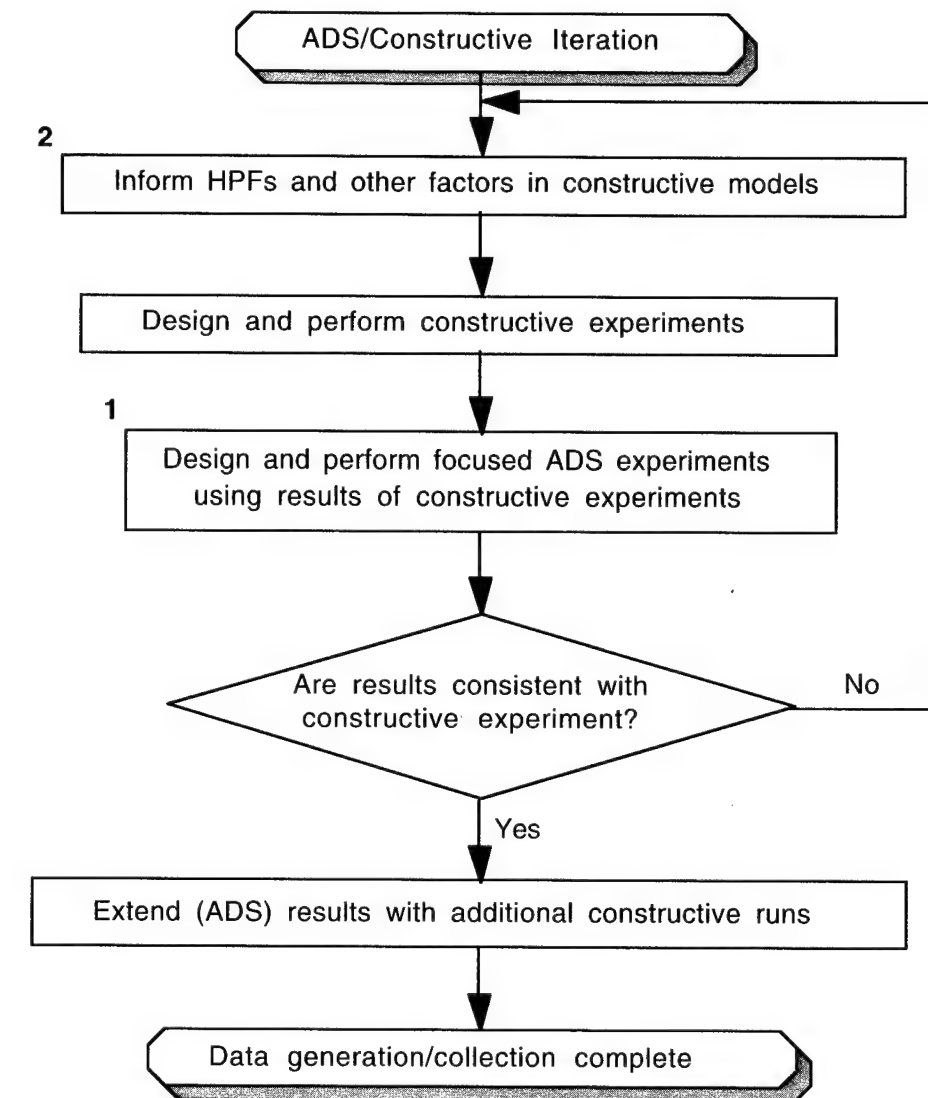 ADS/Constructive Iteration
2
Inform HPFs and other factors in constructive models
Design and perform constructive experiments
1
Design and perform focused ADS experiments
using results of constructive experiments
Are results consistent with
constructive experiment?
No
Yes
Extend (ADS) results with additional constructive runs
Data generation/collection complete